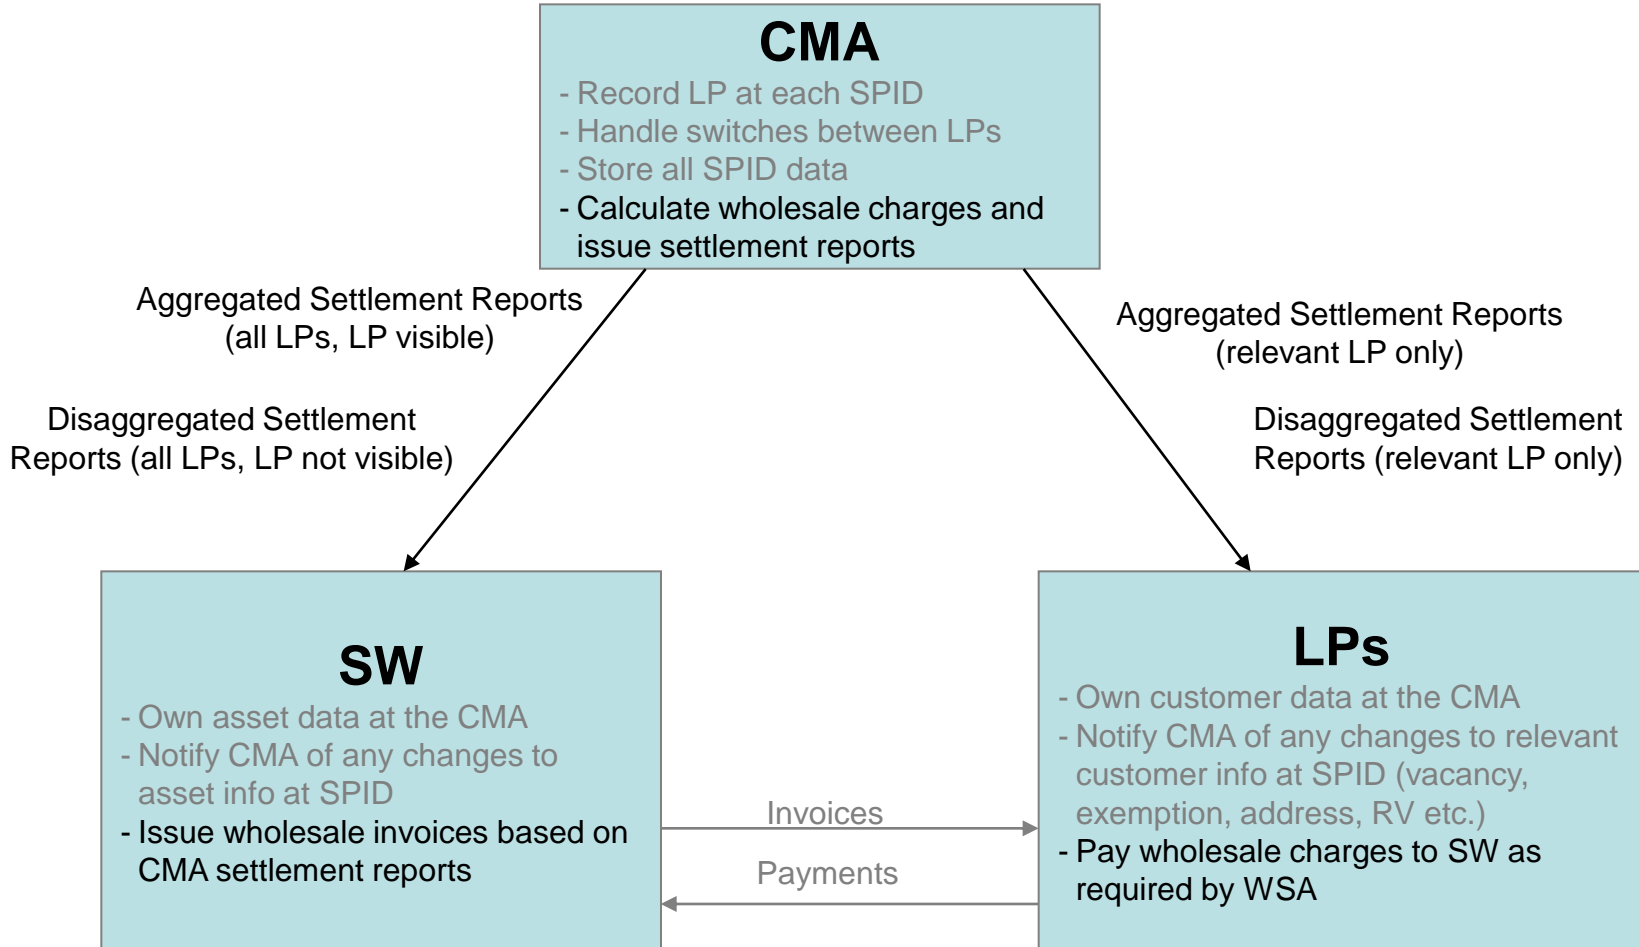 CMA
- Record LP at each SPID
- Handle switches between LPs
- Store all SPID data
- Calculate wholesale charges and
issue settlement reports
Aggregated Settlement Reports
(all LPs, LP visible)
Disaggregated Settlement
Reports (all LPs, LP not visible)
Aggregated Settlement Reports
(relevant LP only)
Disaggregated Settlement
Reports (relevant LP only)
SW
- Own asset data at the CMA
- Notify CMA of any changes to
asset info at SPID
- Issue wholesale invoices based on
CMA settlement reports
Invoices
Payments
LPs
- Own customer data at the CMA
- Notify CMA of any changes to relevant
customer info at SPID (vacancy,
exemption, address, RV etc.)
- Pay wholesale charges to SW as
required by WSA